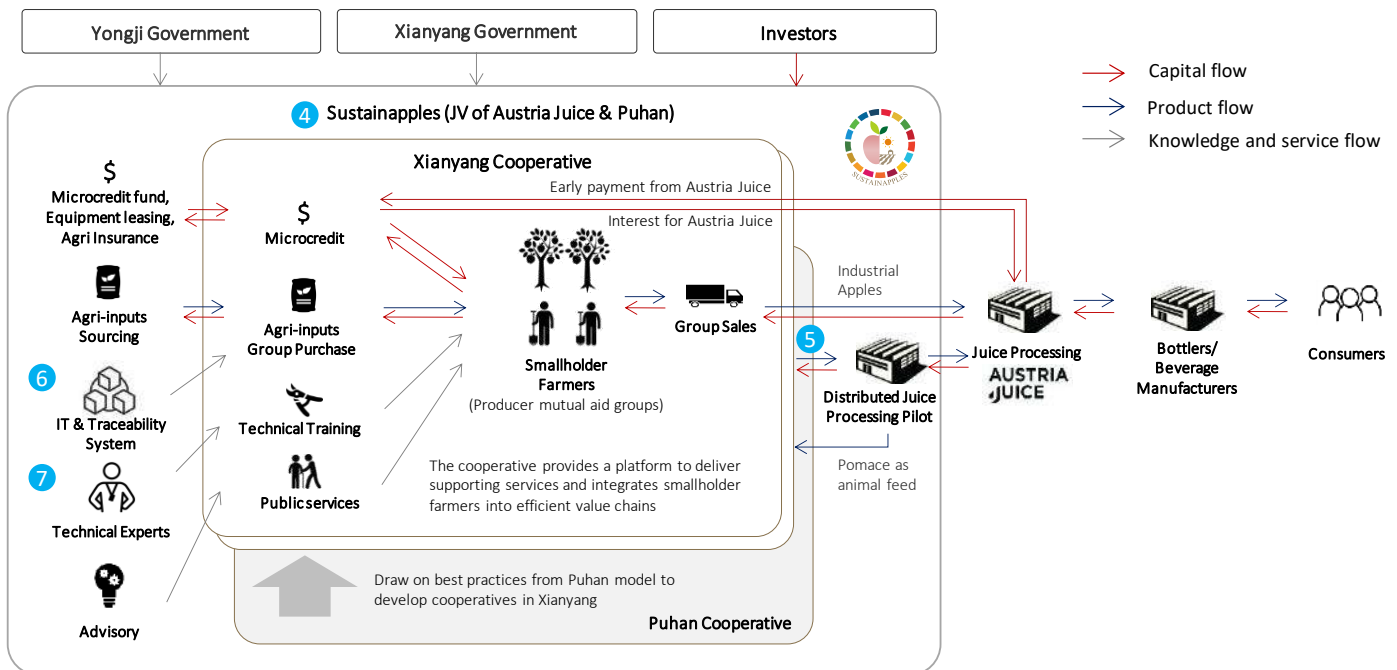 Yongji Government
Xianyang Government
Investors
Capital flow
Product flow
Knowledge and service flow
4
Sustainapples (JV of Austria Juice & Puhan)
SUSTAINAPPLES
Xianyang Cooperative
$
Microcredit fund,
Equipment leasing,
Agri Insurance
$
Microcredit
Early payment from Austria Juice
Interest for Austria Juice
Agri-inputs
Sourcing
Agri-inputs
Group Purchase
Smallholder
Farmers
(Producer mutual aid groups)
Group Sales
Industrial
Apples
5
Distributed Juice
Processing Pilot
Juice Processing
AUSTRIA
JUICE
Bottlers/
Beverage
Manufacturers
Consumers
6
IT & Traceability
System
Technical Training
7
Technical Experts
Public services
The cooperative provides a platform to deliver
supporting services and integrates smallholder
farmers into efficient value chains
Pomace as
animal feed
Advisory
Draw on best practices from Puhan model to
develop cooperatives in Xianyang
Puhan Cooperative